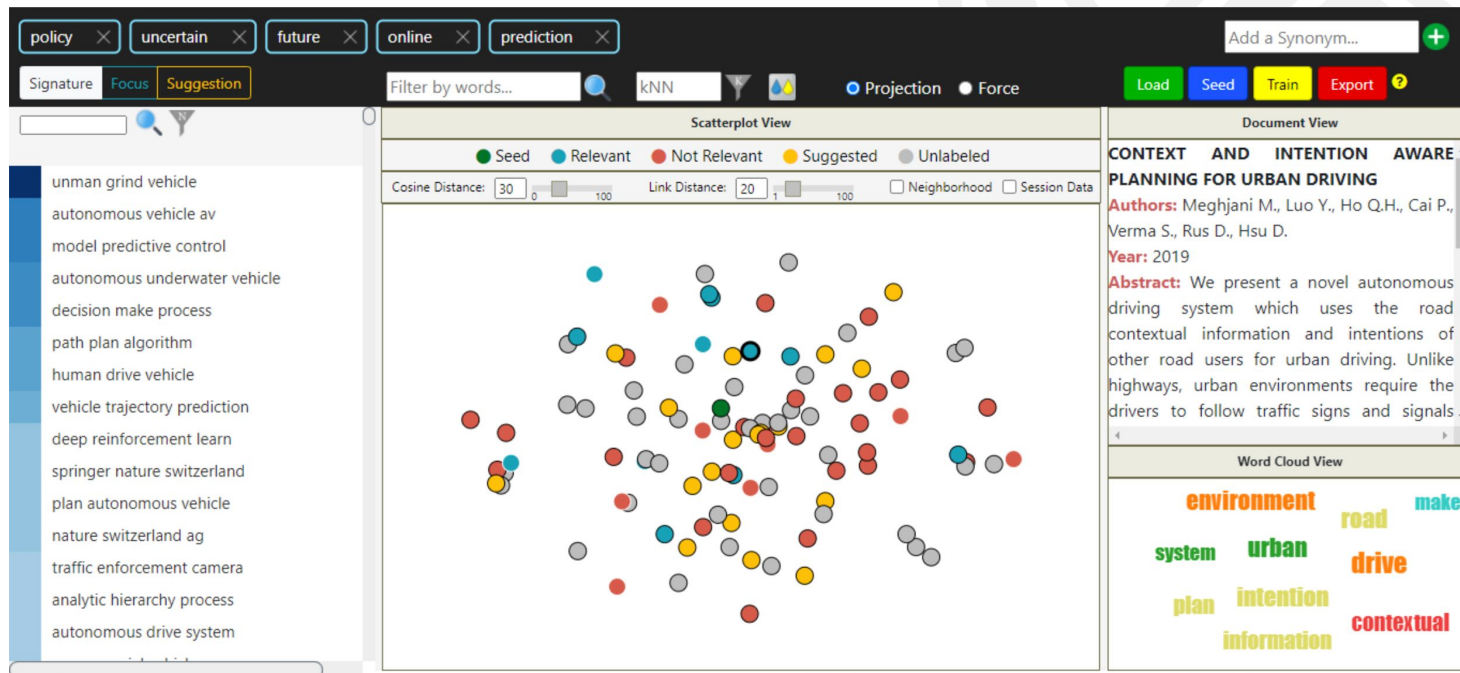 policy
uncertain
future
online
prediction
Add a Synonym...
Signature
Focus
Suggestion
Filter by words...
kNN
Projection
Force
Load
Seed
Train
Export
?
unman grind vehicle
autonomous vehicle av
model predictive control
autonomous underwater vehicle
decision make process
path plan algorithm
human drive vehicle
vehicle trajectory prediction
deep reinforcement learn
springer nature switzerland
plan autonomous vehicle
nature switzerland ag
traffic enforcement camera
analytic hierarchy process
autonomous drive system
Scatterplot View
Seed
Relevant
Not Relevant
Suggested
Unlabeled
Cosine Distance: 30 0 100
Link Distance: 20 1 100
Neighborhood
Session Data
Document View
CONTEXT AND INTENTION AWARE
PLANNING FOR URBAN DRIVING
Authors: Meghjani M., Luo Y., Ho Q.H., Cai P.,
Verma S., Rus D., Hsu D.
Year: 2019
Abstract: We present a novel autonomous
driving system which uses the road
contextual information and intentions of
other road users for urban driving. Unlike
highways, urban environments require the
drivers to follow traffic signs and signals
Word Cloud View
environment
make
road
system
urban
drive
plan
intention
contextual
information